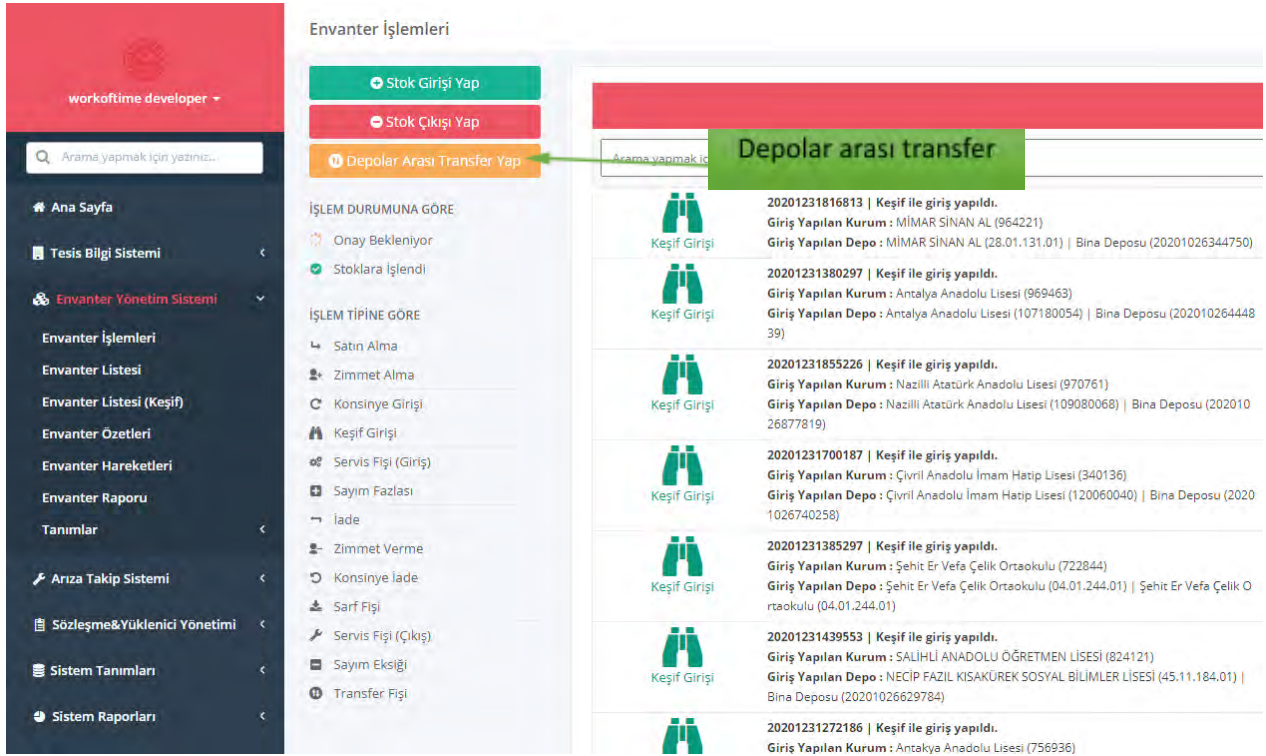 Envanter İşlemleri
workoftime developer
Arama yapmak için yazınız..
Ana Sayfa
Tesis Bilgi Sistemi
Envanter Yönetim Sistemi
Envanter İşlemleri
Envanter Listesi
Envanter Listesi (Keşif)
Envanter Özetleri
Envanter Hareketleri
Envanter Raporu
Tanımlar
Arıza Takip Sistemi
Sözleşme&Yüklenici Yönetimi
Sistem Tanımları
Sistem Raporları
Stok Girişi Yap
Stok Çıkışı Yap
Depolar Arası Transfer Yap
İŞLEM DURUMUNA GÖRE
Onay Bekleniyor
Stoklara İşlendi
İŞLEM TİPİNE GÖRE
Satın Alma
Zimmet Alma
Konsinye Girişi
Keşif Girişi
Servis Fişi (Giriş)
Sayım Fazlası
İade
Zimmet Verme
Konsinye İade
Sarf Fişi
Servis Fişi (Çıkış)
Sayım Eksiği
Transfer Fişi
Depolar arası transfer
Arama yapmak iç
Keşif Girişi
20201231816813 | Keşif ile giriş yapıldı.
Giriş Yapılan Kurum : MİMAR SİNAN AL (964221)
Giriş Yapılan Depo : MİMAR SİNAN AL (28.01.131.01) | Bina Deposu (20201026344750)
Keşif Girişi
20201231380297 | Keşif ile giriş yapıldı.
Giriş Yapılan Kurum : Antalya Anadolu Lisesi (969463)
Giriş Yapılan Depo : Antalya Anadolu Lisesi (107180054) | Bina Deposu (202010264448
39)
Keşif Girişi
20201231855226 | Keşif ile giriş yapıldı.
Giriş Yapılan Kurum : Nazilli Atatürk Anadolu Lisesi (970761)
Giriş Yapılan Depo : Nazilli Atatürk Anadolu Lisesi (109080068) | Bina Deposu (202010
26877819)
Keşif Girişi
20201231700187 | Keşif ile giriş yapıldı.
Giriş Yapılan Kurum : Çivril Anadolu İmam Hatip Lisesi (340136)
Giriş Yapılan Depo : Çivril Anadolu İmam Hatip Lisesi (120060040) | Bina Deposu (2020
1026740258)
Keşif Girişi
20201231385297 | Keşif ile giriş yapıldı.
Giriş Yapılan Kurum : Şehit Er Vefa Çelik Ortaokulu (722844)
Giriş Yapılan Depo : Şehit Er Vefa Çelik Ortaokulu (04.01.244.01) | Şehit Er Vefa Çelik O
rtaokulu (04.01.244.01)
Keşif Girişi
20201231439553 | Keşif ile giriş yapıldı.
Giriş Yapılan Kurum : SALİHLİ ANADOLU ÖĞRETMEN LİSESİ (824121)
Giriş Yapılan Depo : NECİP FAZIL KISAKÜREK SOSYAL BİLİMLER LİSESİ (45.11.184.01) |
Bina Deposu (20201026629784)
20201231272186 | Keşif ile giriş yapıldı.
Giriş Yapılan Kurum : Antakya Anadolu Lisesi (756936)